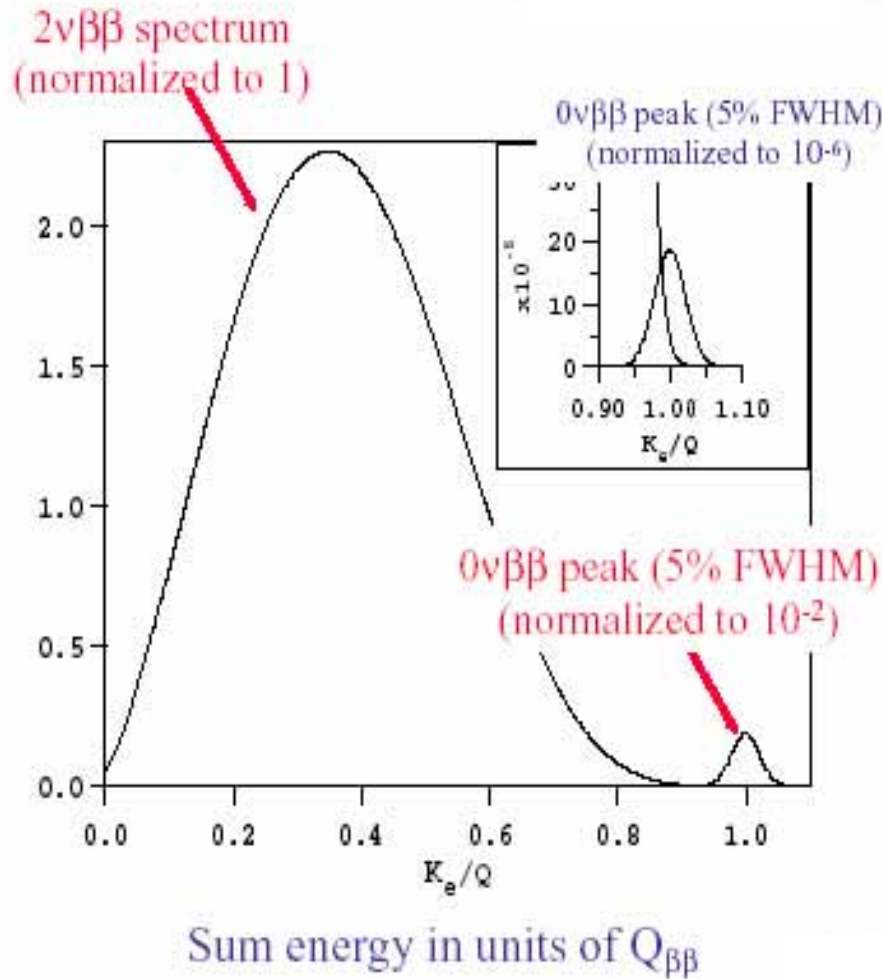 2νββ spectrum
(normalized to 1)
0νββ peak (5% FWHM)
(normalized to 10⁻⁶)
2.0
1.5
1.0
0.5
0.0
30
20
10
0
0.90 1.00 1.10
Kₑ/Q
0νββ peak (5% FWHM)
(normalized to 10⁻²)
0.0 0.2 0.4 0.6 0.8 1.0
Kₑ/Q
Sum energy in units of Q_ββ